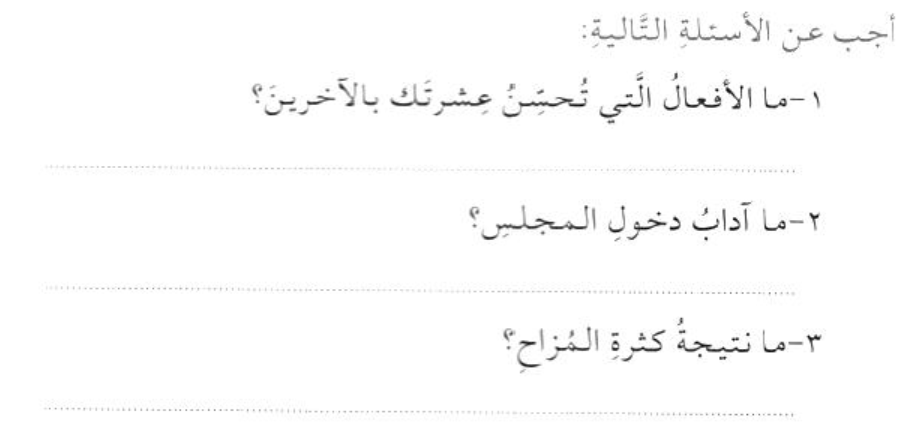 أجب عن الأسئلةِ التَّاليةِ:
١-ما الأفعالُ الَّتي تُحسِّنُ عِشرتَك بالآخرينَ؟
٢-ما آدابُ دخولِ المجلسِ؟
٣-ما نتيجةُ كثرةِ المُزاحِ؟